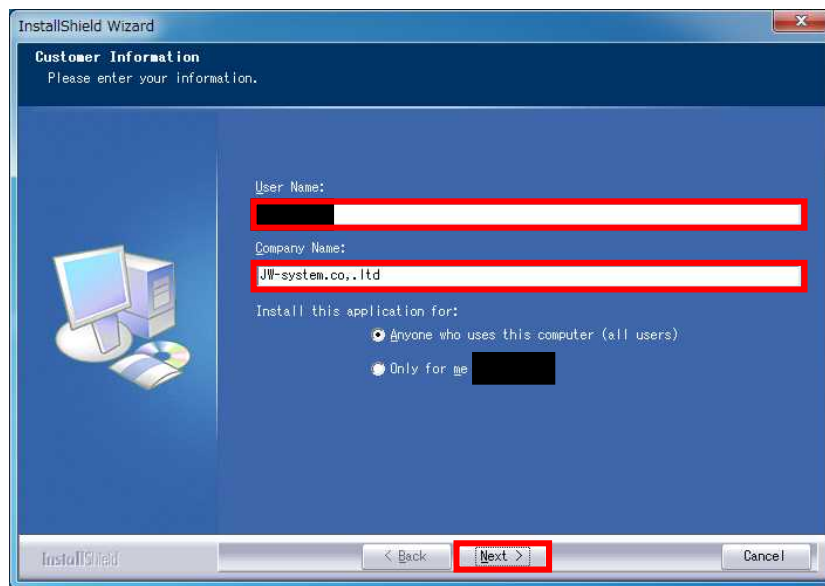 InstallShield Wizard
Customer Information
Please enter your information.
User Name:
Company Name:
JW-system.co,.ltd
Install this application for:
Anyone who uses this computer (all users)
Only for me
InstallShield
< Back
Next >
Cancel